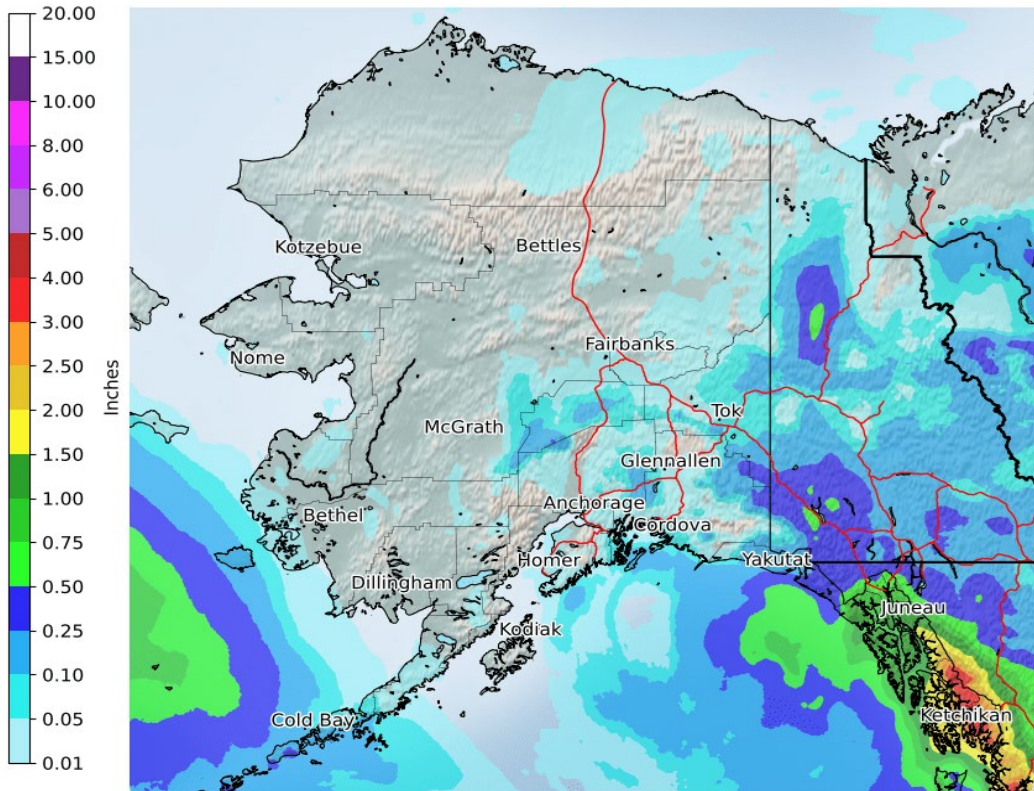 20.00
15.00
10.00
8.00
6.00
5.00
4.00
3.00
2.50
2.00
1.50
1.00
0.75
0.50
0.25
0.10
0.05
0.01
Inches
Kotzebue
Bettles
Nome
Fairbanks
McGrath
Tok
Glennallen
Anchorage
Bethel
Cordova
Homer
Yakutat
Dillingham
Juneau
Kodiak
Cold Bay
Ketchikan